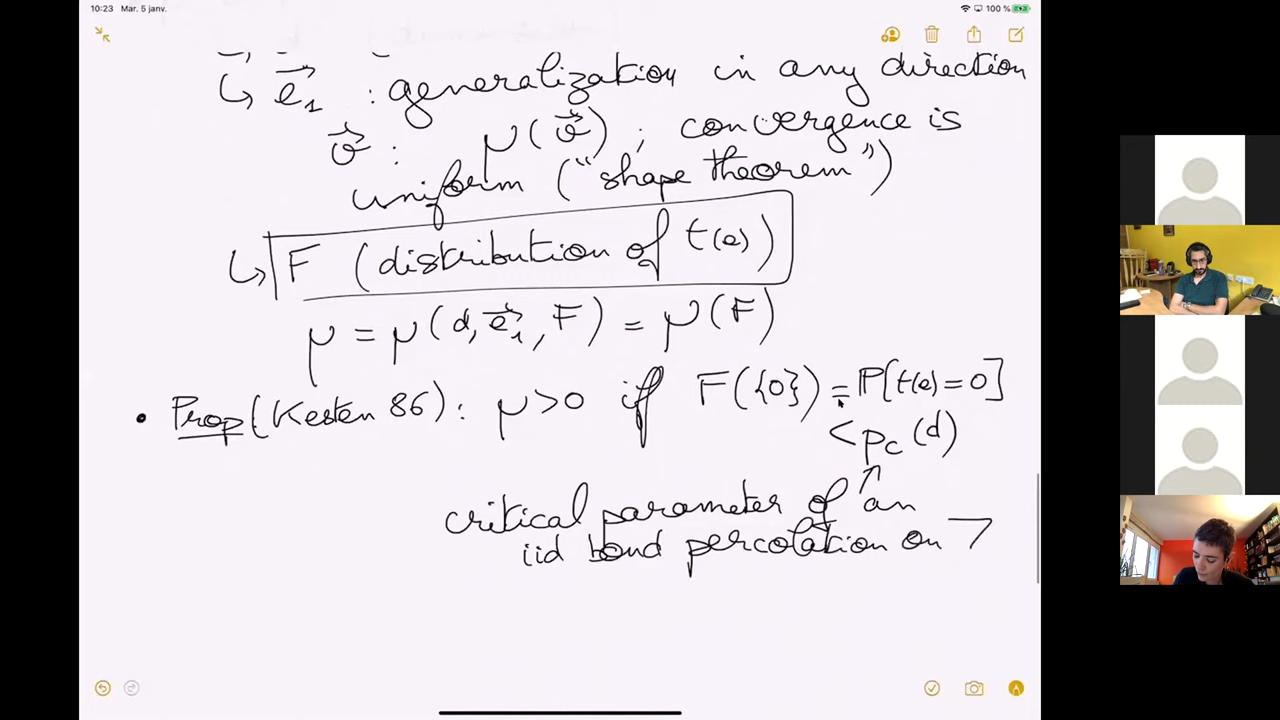 10:23 Mar. 5 janv.
100 %
↳ e⃗₁ : generalization in any direction
v⃗ : μ(v⃗) ; convergence is
uniform ("shape theorem")
↳ F (distribution of t(e))
μ = μ(d, e⃗₁, F) = μ(F)
• Prop (Kesten 86) : μ>0 if F({0}) = P[t(e)=0]
< pc (d)
critical parameter of an
iid bond percolation on